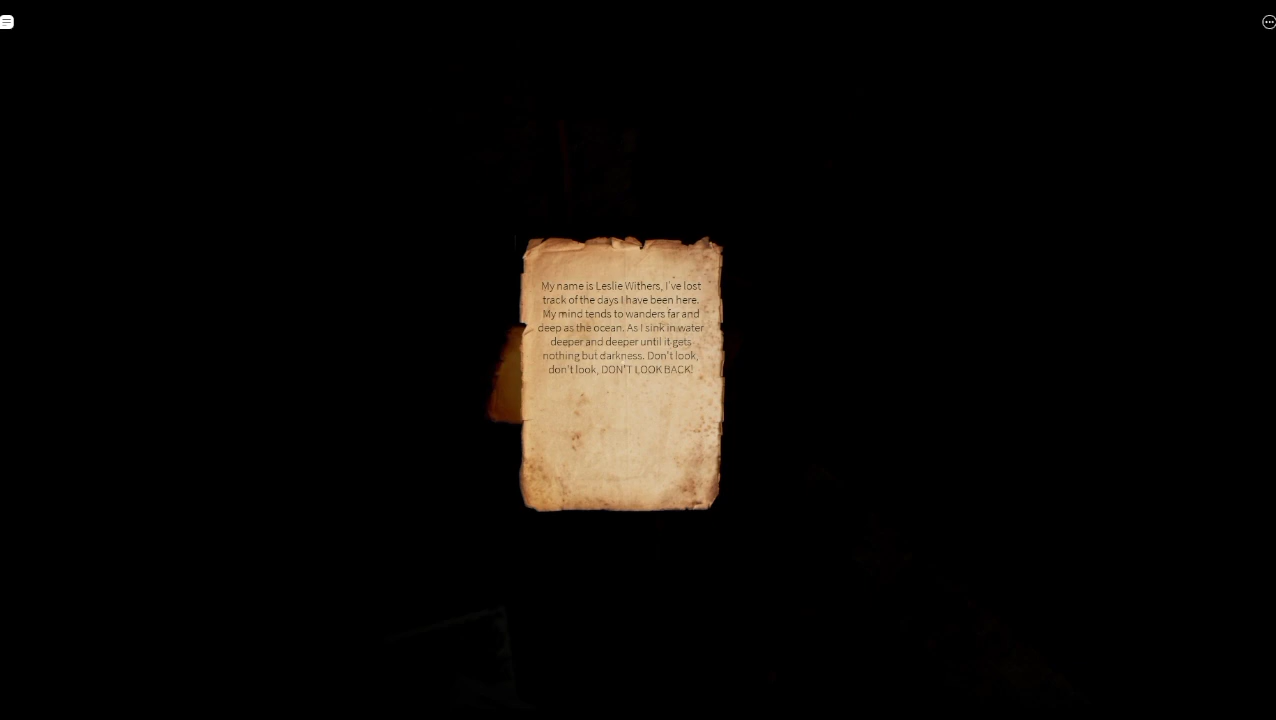 My name is Leslie Withers, I've lost
track of the days I have been here.
My mind tends to wanders far and
deep as the ocean. As I sink in water
deeper and deeper until it gets
nothing but darkness. Don't look,
don't look, DON'T LOOK BACK!